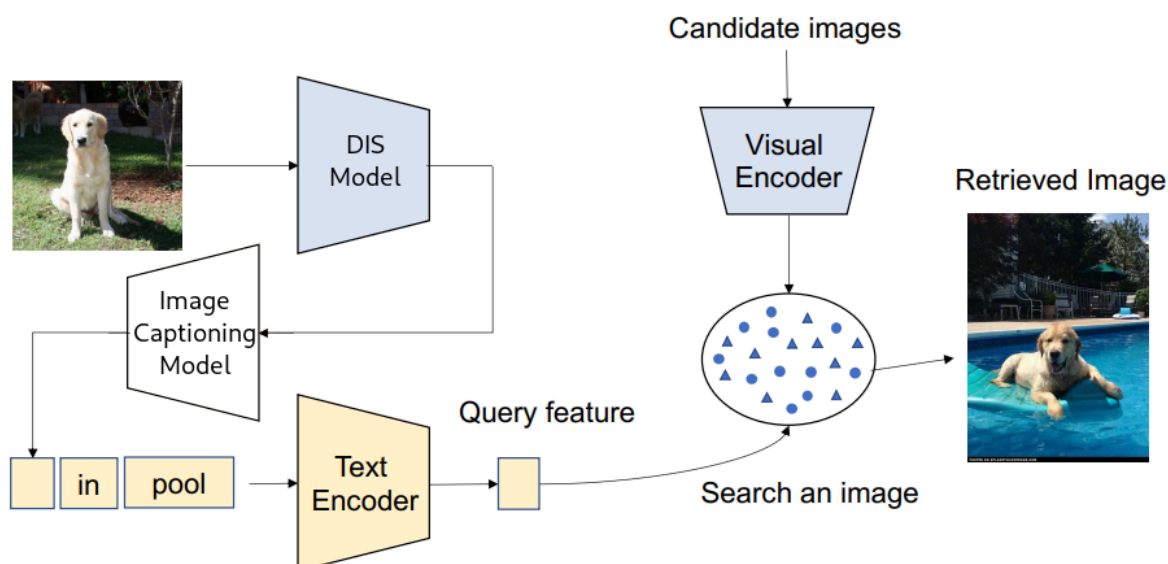 Candidate images
DIS
Model
Visual
Encoder
Retrieved Image
Image
Captioning
Model
Query feature
in
pool
Text
Encoder
Search an image